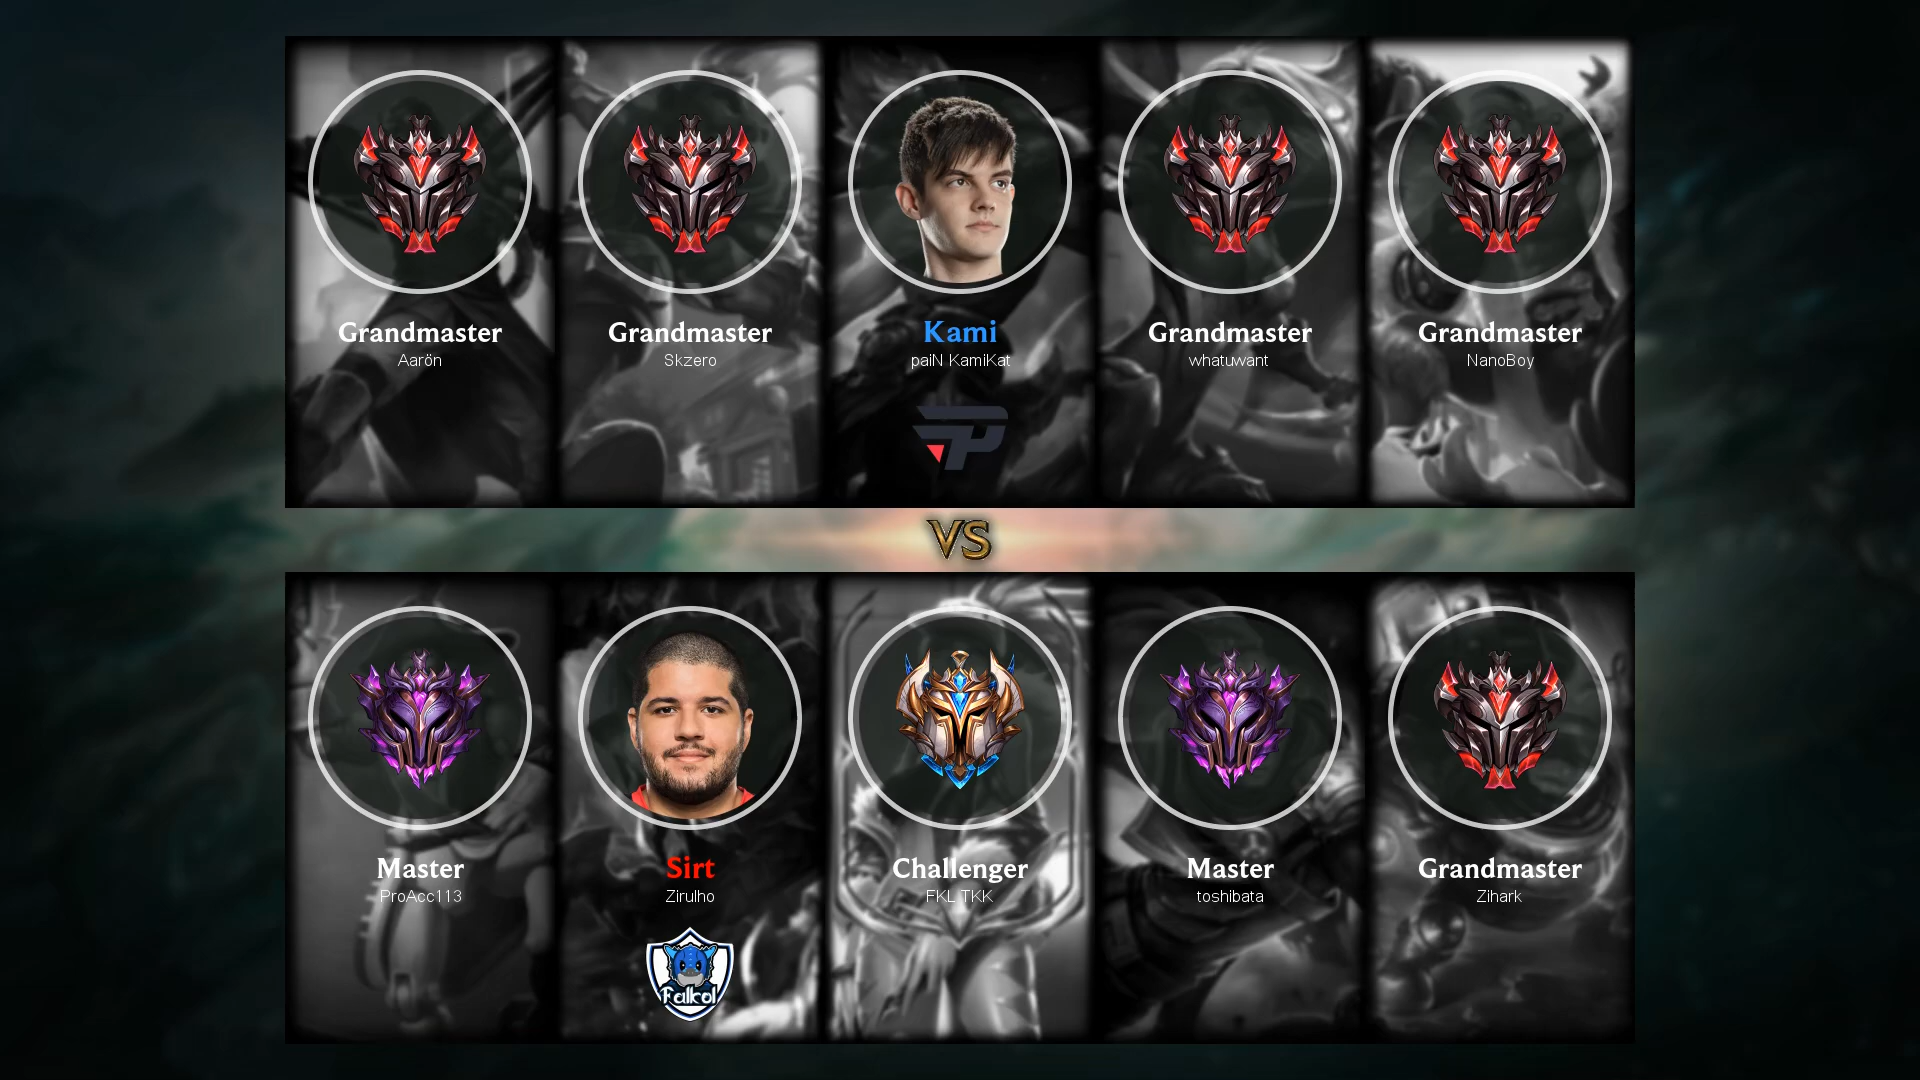 Grandmaster
Aarön
Grandmaster
Skzero
Kami
paiN KamiKat
Grandmaster
whatuwant
Grandmaster
NanoBoy
VS
Master
ProAcc113
Sirt
Zirulho
Falkol
Challenger
FKL TKK
Master
toshibata
Grandmaster
Zihark